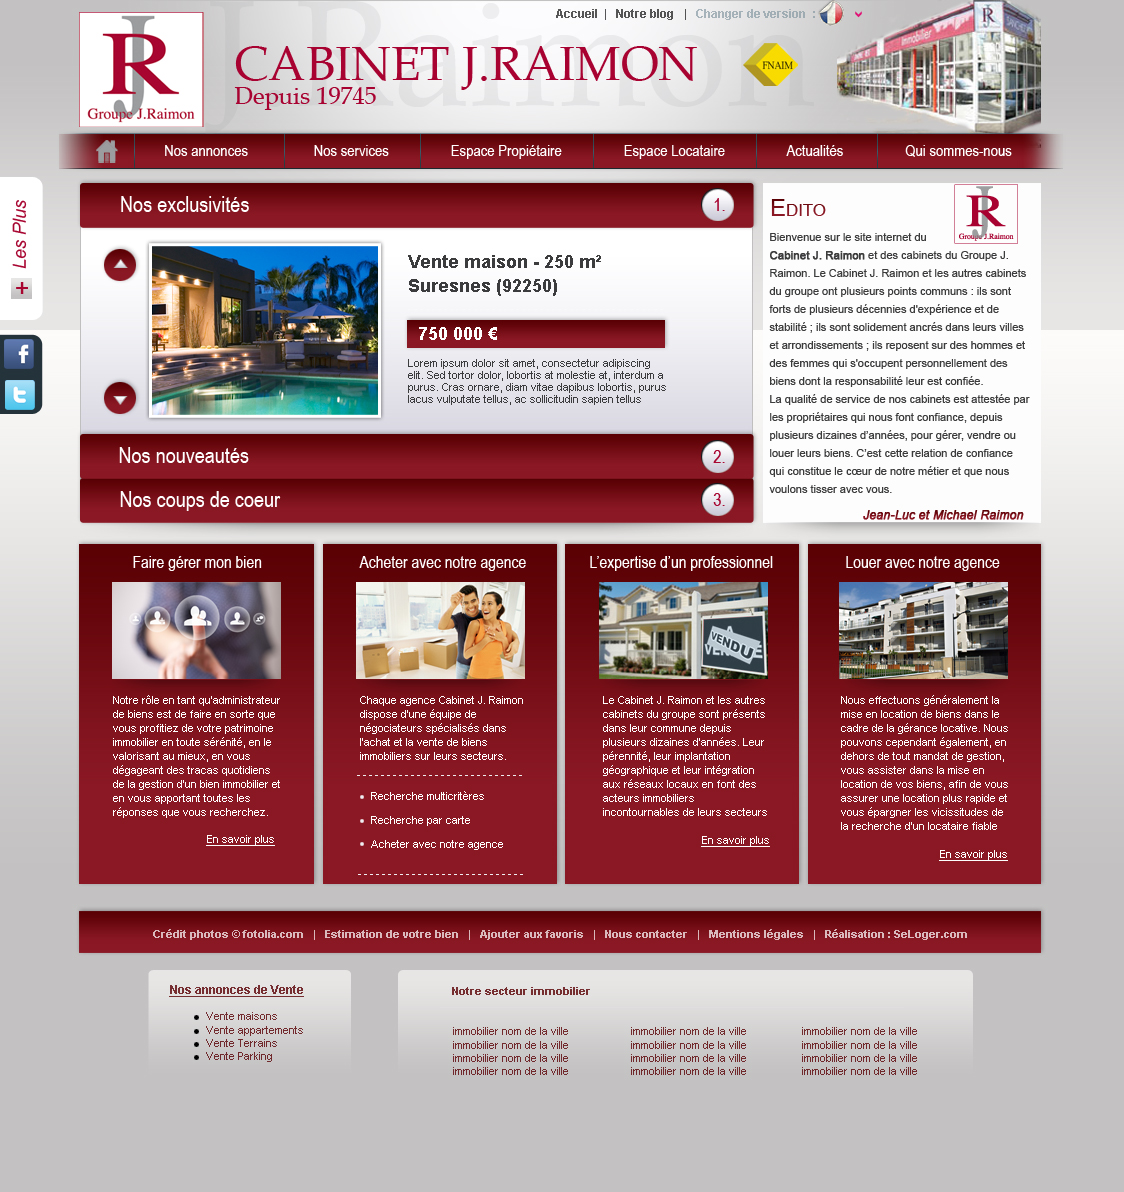 Accueil | Notre blog | Changer de version :
J.Raimon
JR
Groupe J.Raimon
CABINET J.RAIMON
Depuis 19745
FNAIM
Immobilier
Nos annonces
Nos services
Espace Propriétaire
Espace Locataire
Actualités
Qui sommes-nous
Les Plus
+
f
t
Nos exclusivités
1.
Vente maison - 250 m²
Suresnes (92250)
750 000 €
Lorem ipsum dolor sit amet, consectetur adipiscing
elit. Sed tortor dolor, lobortis at molestie at, interdum a
purus. Cras ornare, diam vitae dapibus lobortis, purus
lacus vulputate tellus, ac sollicitudin sapien tellus
Nos nouveautés
2.
Nos coups de coeur
3.
EDITO
JR
Groupe J.Raimon
Bienvenue sur le site internet du
Cabinet J. Raimon et des cabinets du Groupe J.
Raimon. Le Cabinet J. Raimon et les autres cabinets
du groupe ont plusieurs points communs : ils sont
forts de plusieurs décennies d'expérience et de
stabilité ; ils sont solidement ancrés dans leurs villes
et arrondissements ; ils reposent sur des hommes et
des femmes qui s'occupent personnellement des
biens dont la responsabilité leur est confiée.
La qualité de service de nos cabinets est attestée par
les propriétaires qui nous font confiance, depuis
plusieurs dizaines d'années, pour gérer, vendre ou
louer leurs biens. C'est cette relation de confiance
qui constitue le cœur de notre métier et que nous
voulons tisser avec vous.
Jean-Luc et Michael Raimon
Faire gérer mon bien
Notre rôle en tant qu'administrateur
de biens est de faire en sorte que
vous profitiez de votre patrimoine
immobilier en toute sérénité, en le
valorisant au mieux, en vous
dégageant des tracas quotidiens
de la gestion d'un bien immobilier et
en vous apportant toutes les
réponses que vous recherchez.
En savoir plus
Acheter avec notre agence
Chaque agence Cabinet J. Raimon
dispose d'une équipe de
négociateurs spécialisés dans
l'achat et la vente de biens
immobiliers sur leurs secteurs.
Recherche multicritères
Recherche par carte
Acheter avec notre agence
L'expertise d'un professionnel
VENDU
Le Cabinet J. Raimon et les autres
cabinets du groupe sont présents
dans leur commune depuis
plusieurs dizaines d'années. Leur
pérennité, leur implantation
géographique et leur intégration
aux réseaux locaux en font des
acteurs immobiliers
incontournables de leurs secteurs
En savoir plus
Louer avec notre agence
Nous effectuons généralement la
mise en location de biens dans le
cadre de la gérance locative. Nous
pouvons cependant également, en
dehors de tout mandat de gestion,
vous assister dans la mise en
location de vos biens, afin de vous
assurer une location plus rapide et
vous épargner les vicissitudes de
la recherche d'un locataire fiable
En savoir plus
Crédit photos © fotolia.com | Estimation de votre bien | Ajouter aux favoris | Nous contacter | Mentions légales | Réalisation : SeLoger.com
Nos annonces de Vente
Vente maisons
Vente appartements
Vente Terrains
Vente Parking
Notre secteur immobilier
immobilier nom de la ville
immobilier nom de la ville
immobilier nom de la ville
immobilier nom de la ville
immobilier nom de la ville
immobilier nom de la ville
immobilier nom de la ville
immobilier nom de la ville
immobilier nom de la ville
immobilier nom de la ville
immobilier nom de la ville
immobilier nom de la ville